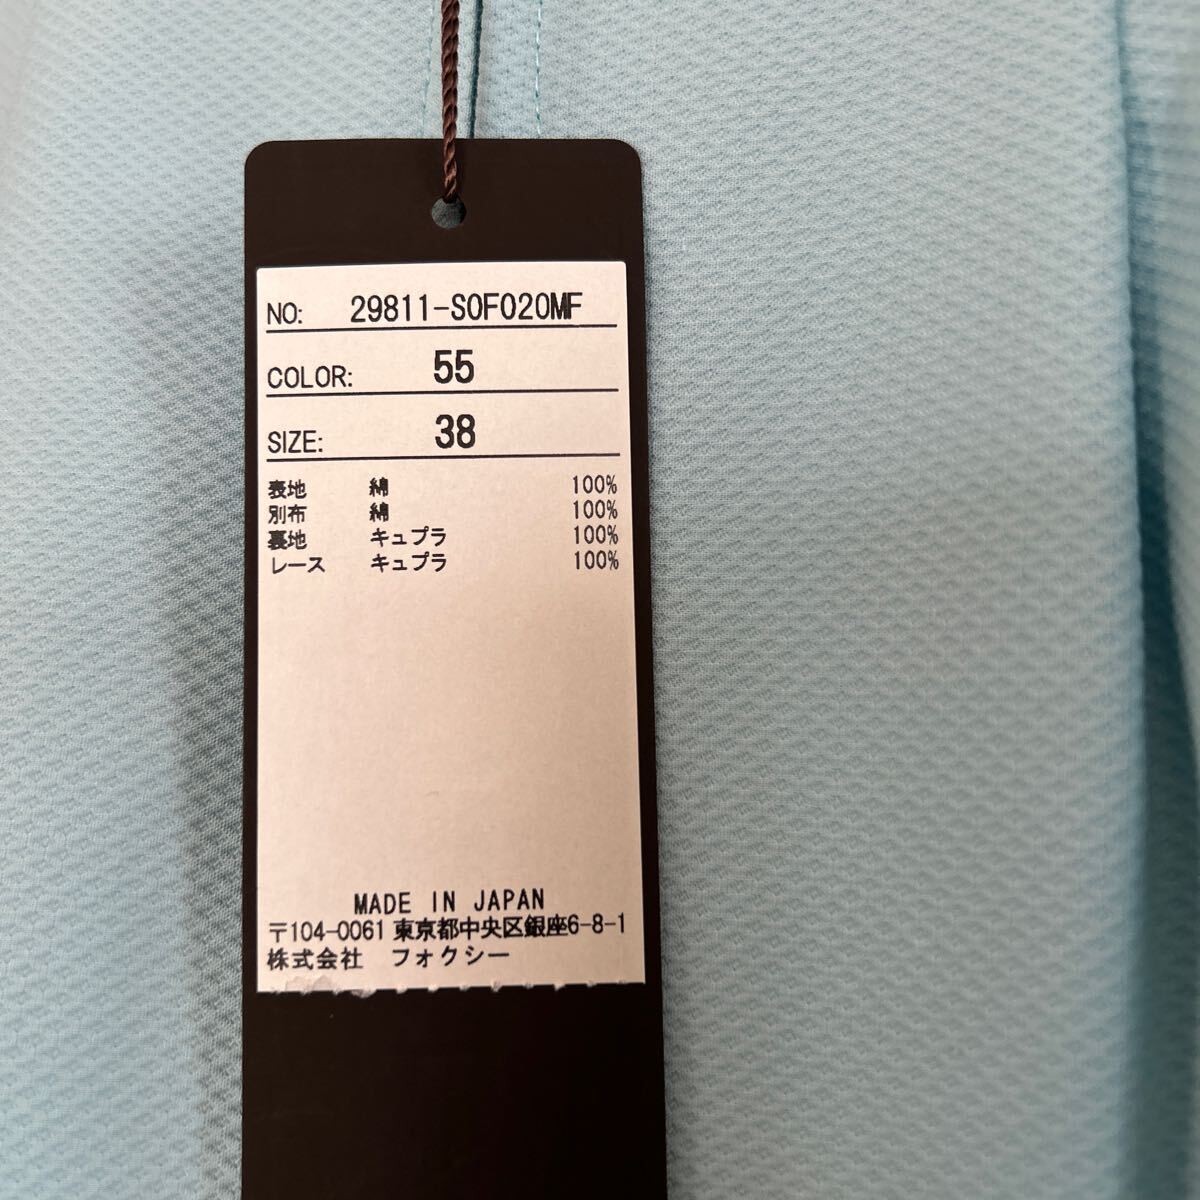 NO: 29811-S0F020MF
COLOR: 55
SIZE: 38
表地 綿 100%
別布 綿 100%
裏地 キュプラ 100%
レース キュプラ 100%
MADE IN JAPAN
〒104-0061 東京都中央区銀座6-8-1
株式会社 フォクシー